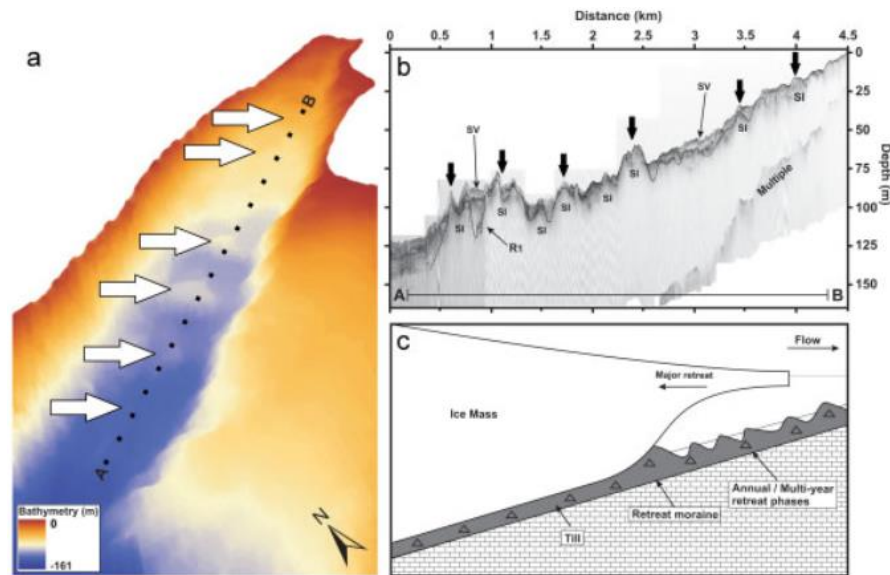 a
B
A
N
Bathymetry (m)
0
-161
Distance (km)
0 0.5 1 1.5 2 2.5 3 3.5 4 4.5
b
SV
SV
SI
SI
SI
SI
SI
SI
SI
SI
R1
Multiple
A
B
0
25
50
75
100
125
150
Depth (m)
c
Flow
Major retreat
Ice Mass
Annual / Multi-year
retreat phases
Retreat moraine
Till